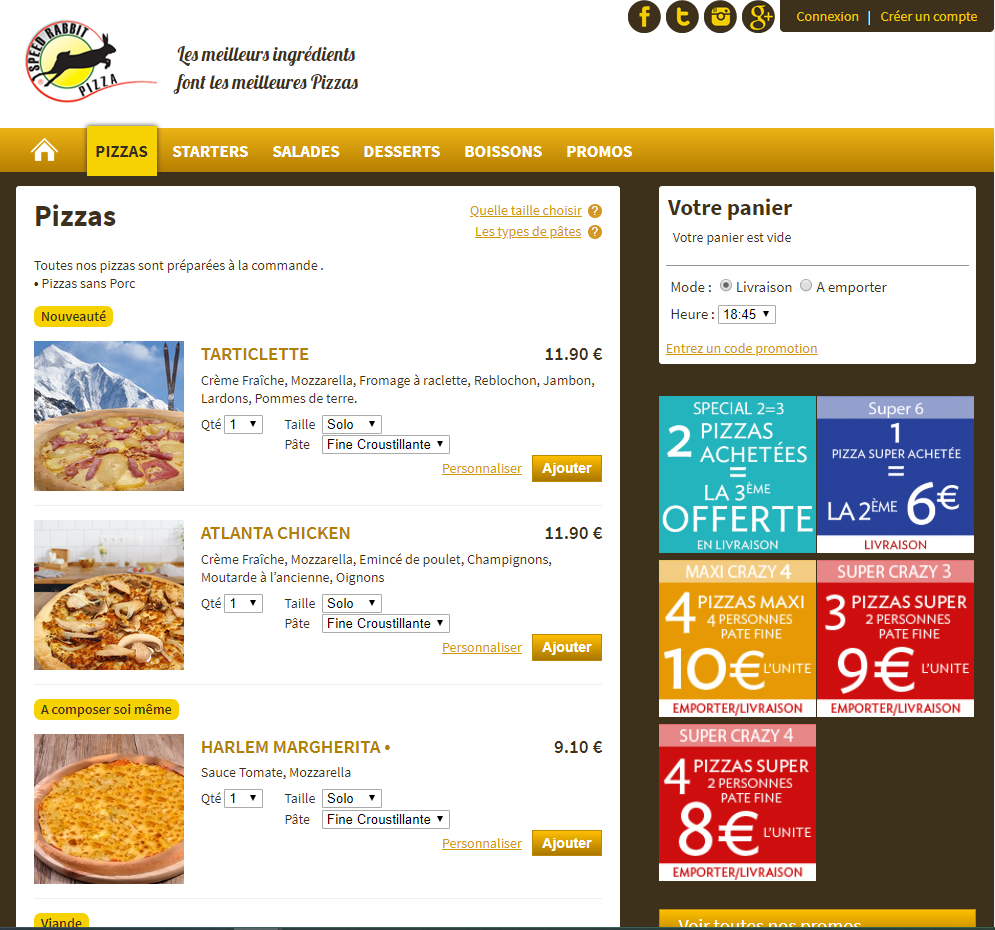 SPEED RABBIT
PIZZA
Les meilleurs ingrédients
font les meilleures Pizzas
Connexion | Créer un compte
PIZZAS STARTERS SALADES DESSERTS BOISSONS PROMOS
Pizzas
Quelle taille choisir ?
Les types de pâtes ?
Toutes nos pizzas sont préparées à la commande .
• Pizzas sans Porc
Nouveauté
TARTICLETTE 11.90 €
Crème Fraîche, Mozzarella, Fromage à raclette, Reblochon, Jambon,
Lardons, Pommes de terre.
Qté 1 Taille Solo
Pâte Fine Croustillante
Personnaliser Ajouter
ATLANTA CHICKEN 11.90 €
Crème Fraîche, Mozzarella, Emincé de poulet, Champignons,
Moutarde à l'ancienne, Oignons
Qté 1 Taille Solo
Pâte Fine Croustillante
Personnaliser Ajouter
A composer soi même
HARLEM MARGHERITA • 9.10 €
Sauce Tomate, Mozzarella
Qté 1 Taille Solo
Pâte Fine Croustillante
Personnaliser Ajouter
Viande
Votre panier
Votre panier est vide
Mode : Livraison A emporter
Heure : 18:45
Entrez un code promotion
SPECIAL 2=3
2 PIZZAS
ACHETÉES
=
LA 3ÈME
OFFERTE
EN LIVRAISON
Super 6
1
PIZZA SUPER ACHETÉE
=
LA 2ÈME 6€
LIVRAISON
MAXI CRAZY 4
4 PIZZAS MAXI
4 PERSONNES
PATE FINE
10€ L'UNITE
EMPORTER/LIVRAISON
SUPER CRAZY 3
3 PIZZAS SUPER
2 PERSONNES
PATE FINE
9€ L'UNITE
EMPORTER/LIVRAISON
SUPER CRAZY 4
4 PIZZAS SUPER
2 PERSONNES
PATE FINE
8€ L'UNITE
EMPORTER/LIVRAISON
Voir toutes nos promos